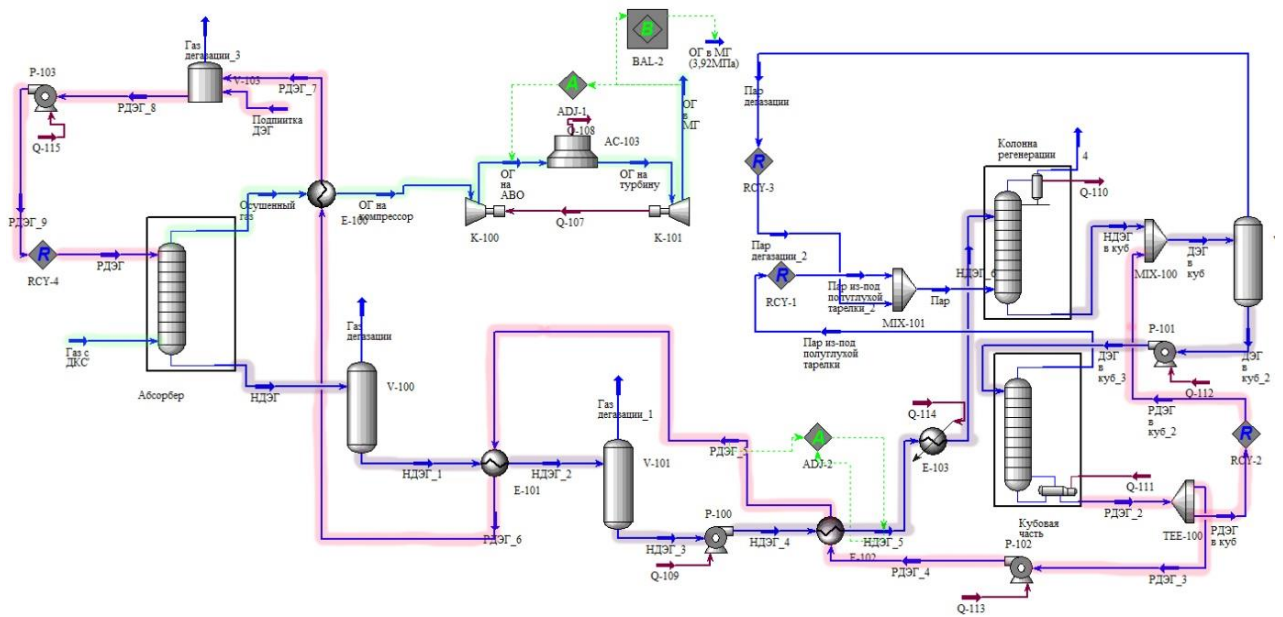 Газ
дегазации_3
P-103
V-103
РДЭГ_7
РДЭГ_8
Подпитка
ДЭГ
Q-115
РДЭГ_9
RCY-4
РДЭГ
Осушенный
газ
E-100
ОГ на
компрессор
Газ с
ДКС
Абсорбер
НДЭГ
Газ
дегазации
V-100
НДЭГ_1
E-101
НДЭГ_2
РДЭГ_6
BAL-2
ОГ в МГ
(3,92МПа)
ADJ-1
Q-108
AC-103
ОГ
на
АВО
ОГ на
турбину
ОГ
в
МГ
K-100
Q-107
K-101
Газ
дегазации_1
V-101
НДЭГ_3
P-100
НДЭГ_4
Q-109
ADJ-2
E-102
НДЭГ_5
РДЭГ_4
Q-114
E-103
P-102
Q-113
РДЭГ_3
Пар
дегазации
RCY-3
Пар
дегазации_2
RCY-1
Пар из-под
полуглухой
тарелки_2
MIX-101
Пар
Пар из-под
полуглухой
тарелки
НДЭГ_6
Колонна
регенерации
4
Q-110
НДЭГ
в куб
MIX-100
ДЭГ
в
куб
P-101
ДЭГ
в
куб_3
Q-112
ДЭГ
в
куб_2
РДЭГ
в
куб_2
RCY-2
Q-111
РДЭГ_2
Кубовая
часть
TEE-100
РДЭГ
в куб